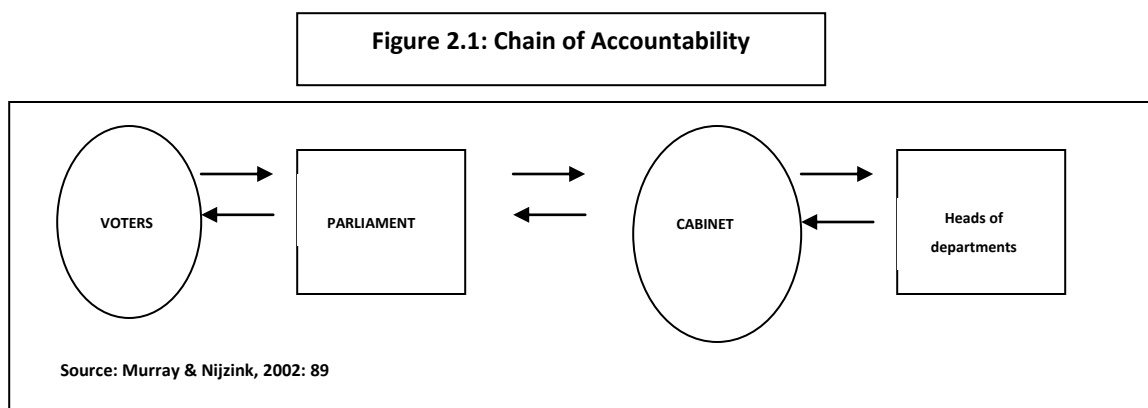 Figure 2.1: Chain of Accountability
VOTERS
PARLIAMENT
CABINET
Heads of
departments
Source: Murray & Nijzink, 2002: 89